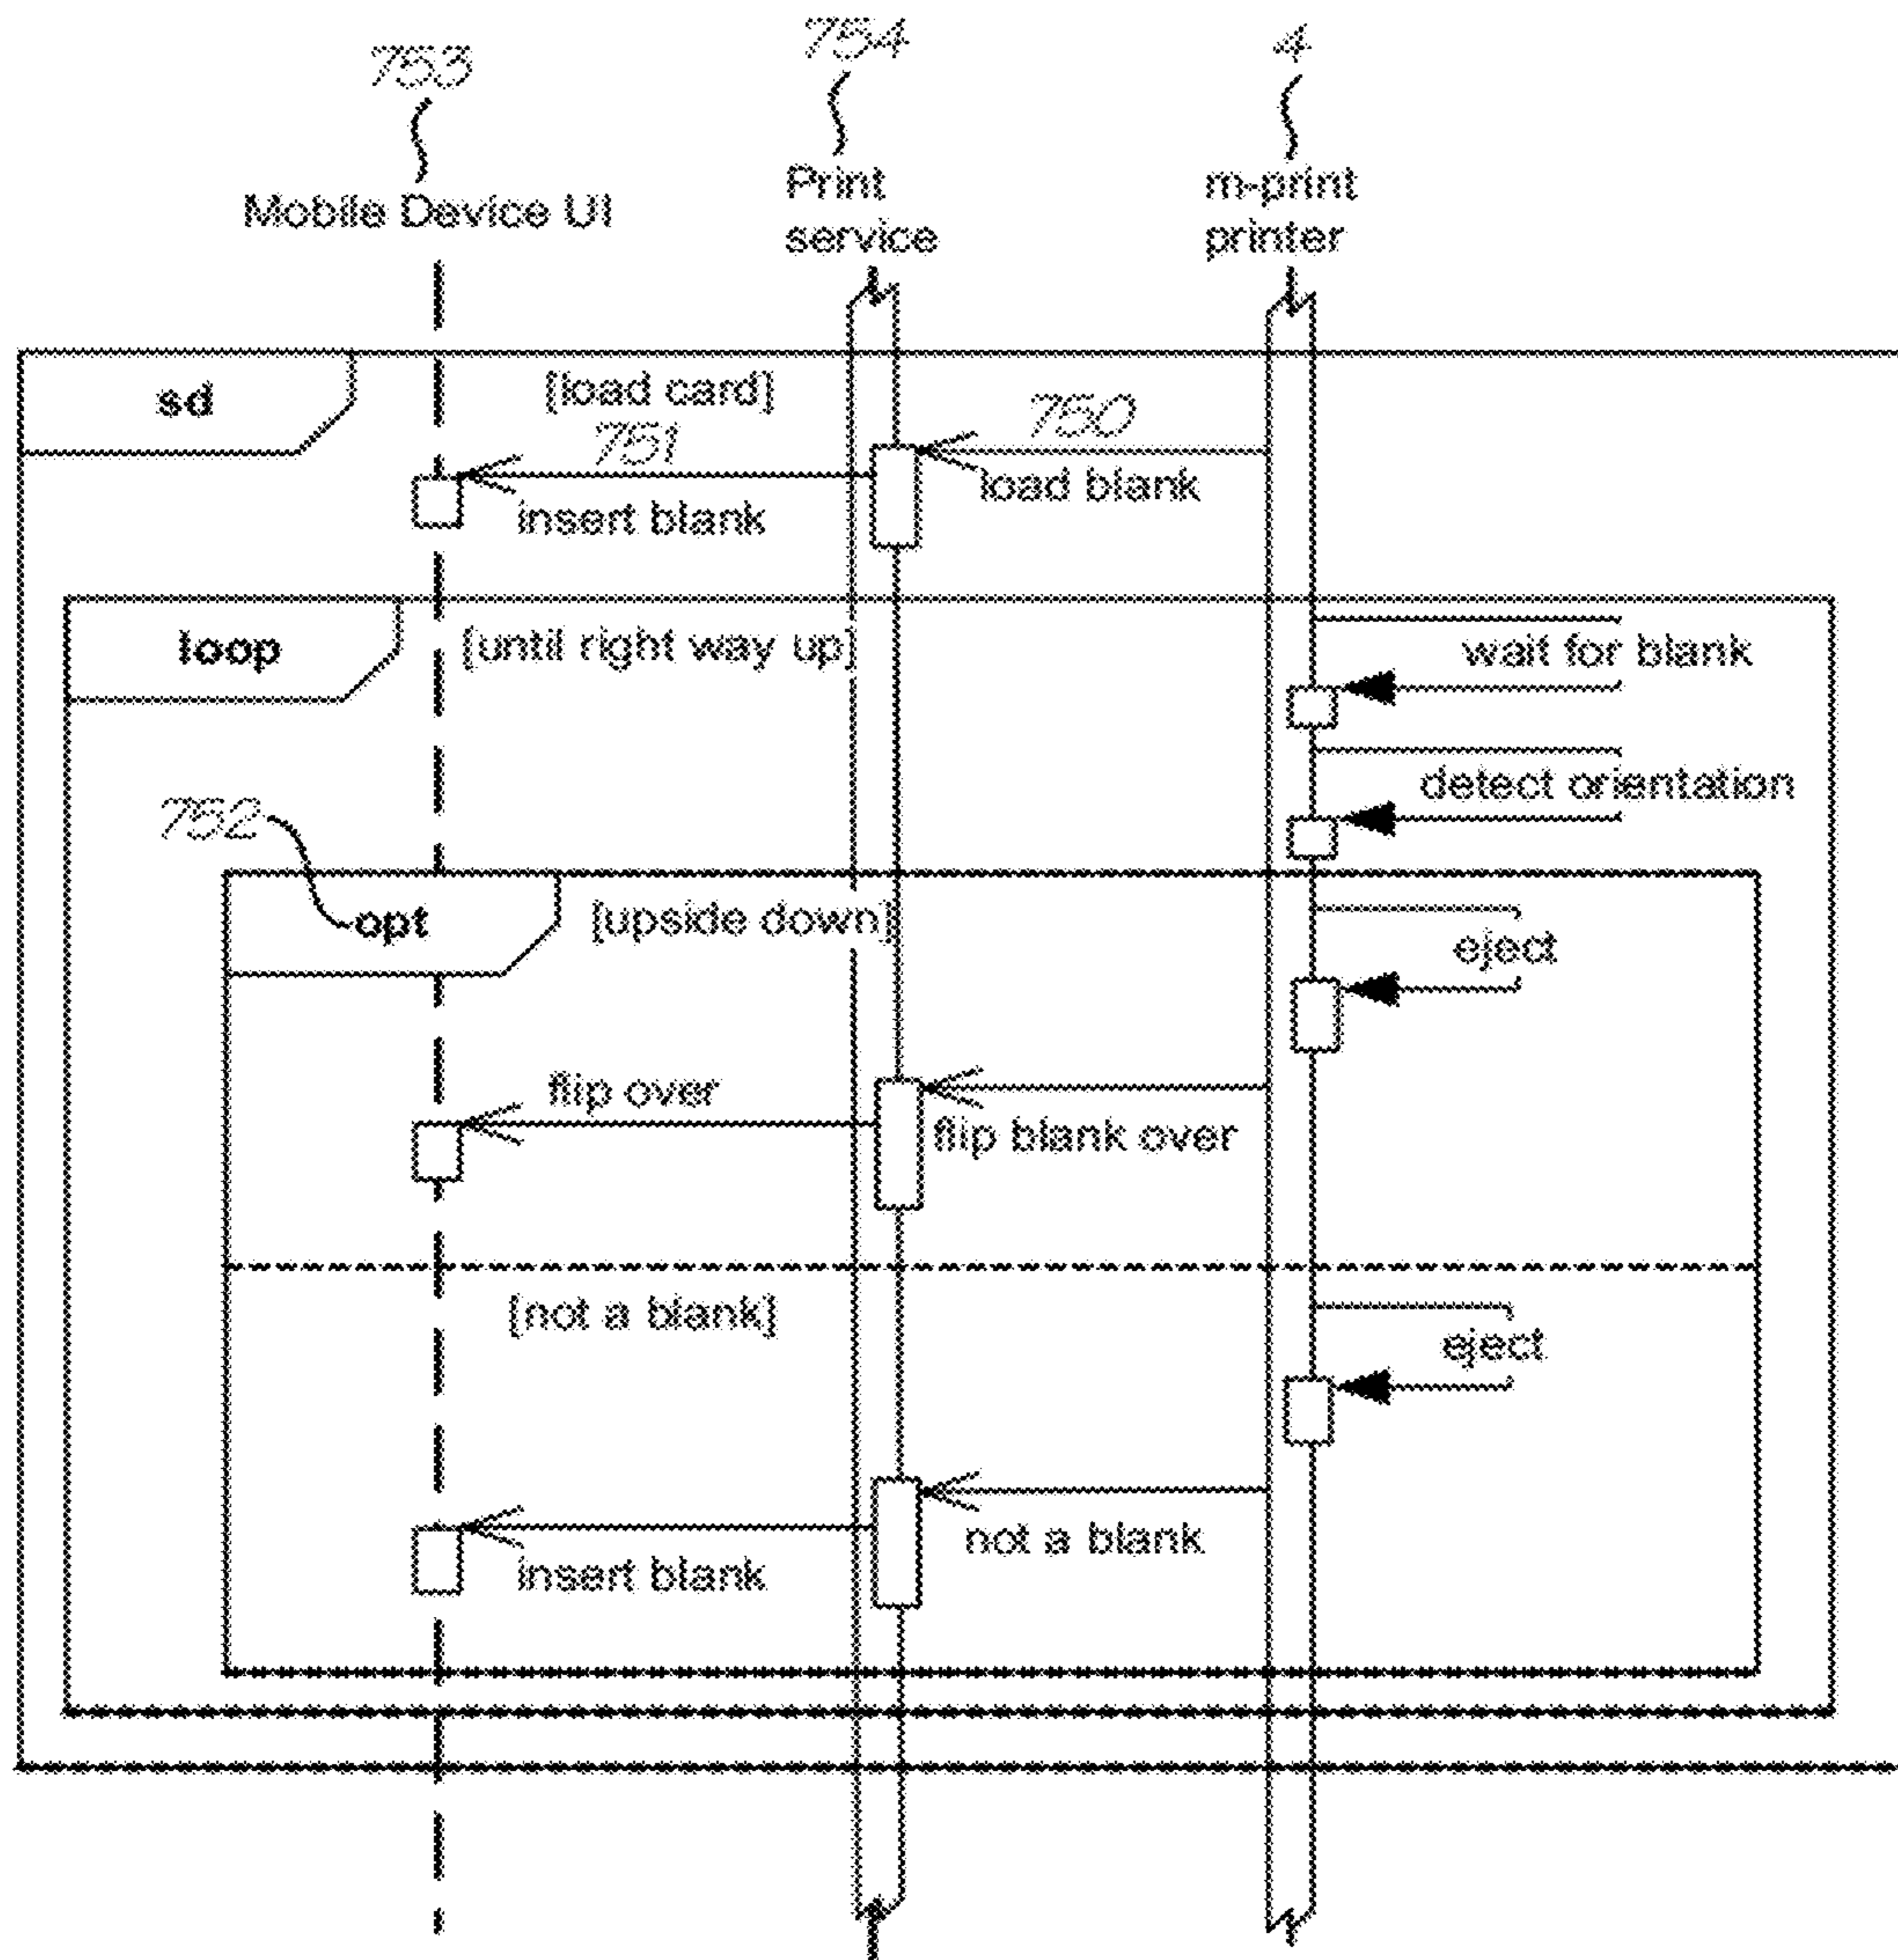 753
754
4
Mobile Device UI
Print
service
m-print
printer
sd
[load card]
750
751
load blank
insert blank
loop
[until right way up]
wait for blank
detect orientation
752
opt
[upside down]
eject
flip over
flip blank over
[not a blank]
eject
not a blank
insert blank